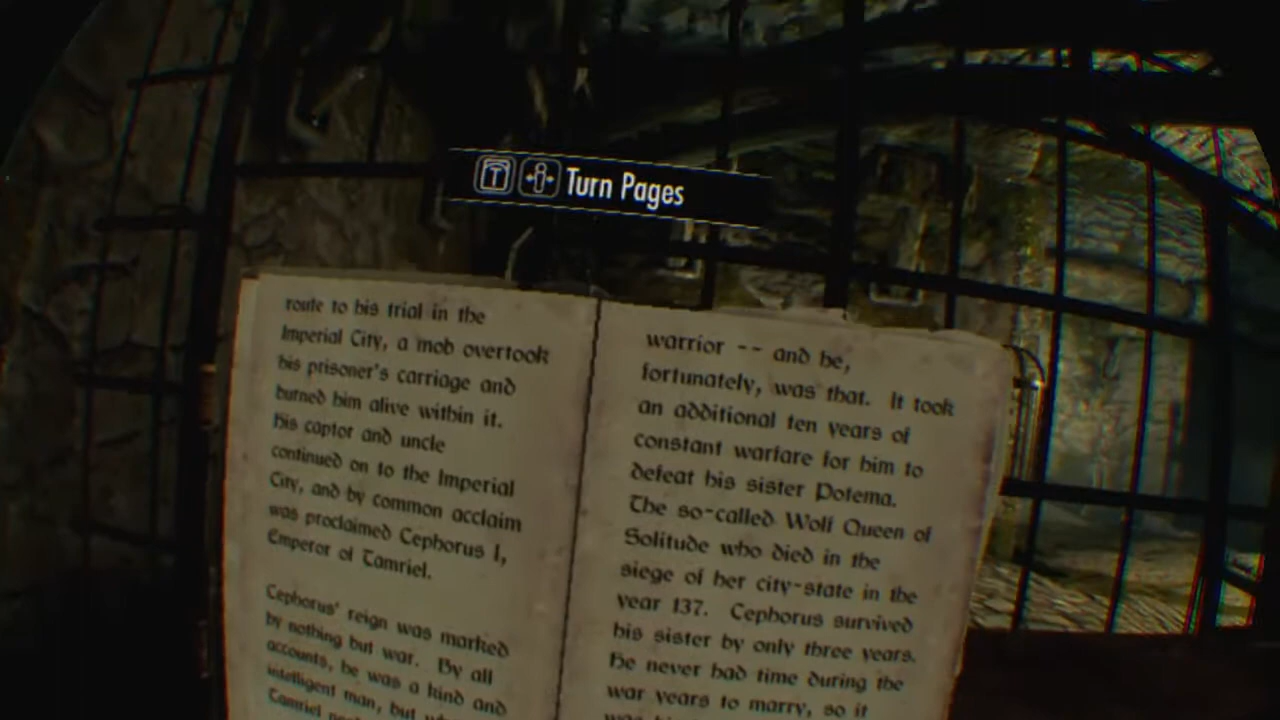 Turn Pages
route to his trial in the
Imperial City, a mob overtook
his prisoner's carriage and
burned him alive within it.
His captor and uncle
continued on to the Imperial
City, and by common acclaim
was proclaimed Cephorus I,
Emperor of Tamriel.
Cephorus' reign was marked
by nothing but war. By all
accounts, he was a kind and
intelligent man, but
Tamriel
warrior -- and he,
fortunately, was that. It took
an additional ten years of
constant warfare for him to
defeat his sister Potema.
The so-called Wolf Queen of
Solitude who died in the
siege of her city-state in the
year 137. Cephorus survived
his sister by only three years.
He never had time during the
war years to marry, so it